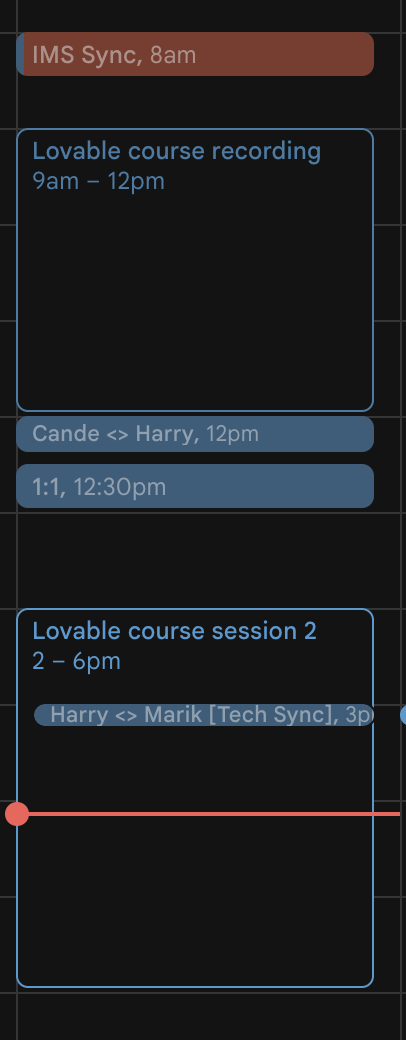 IMS Sync, 8am
Lovable course recording
9am – 12pm
Cande <> Harry, 12pm
1:1, 12:30pm
Lovable course session 2
2 – 6pm
Harry <> Marik [Tech Sync], 3p